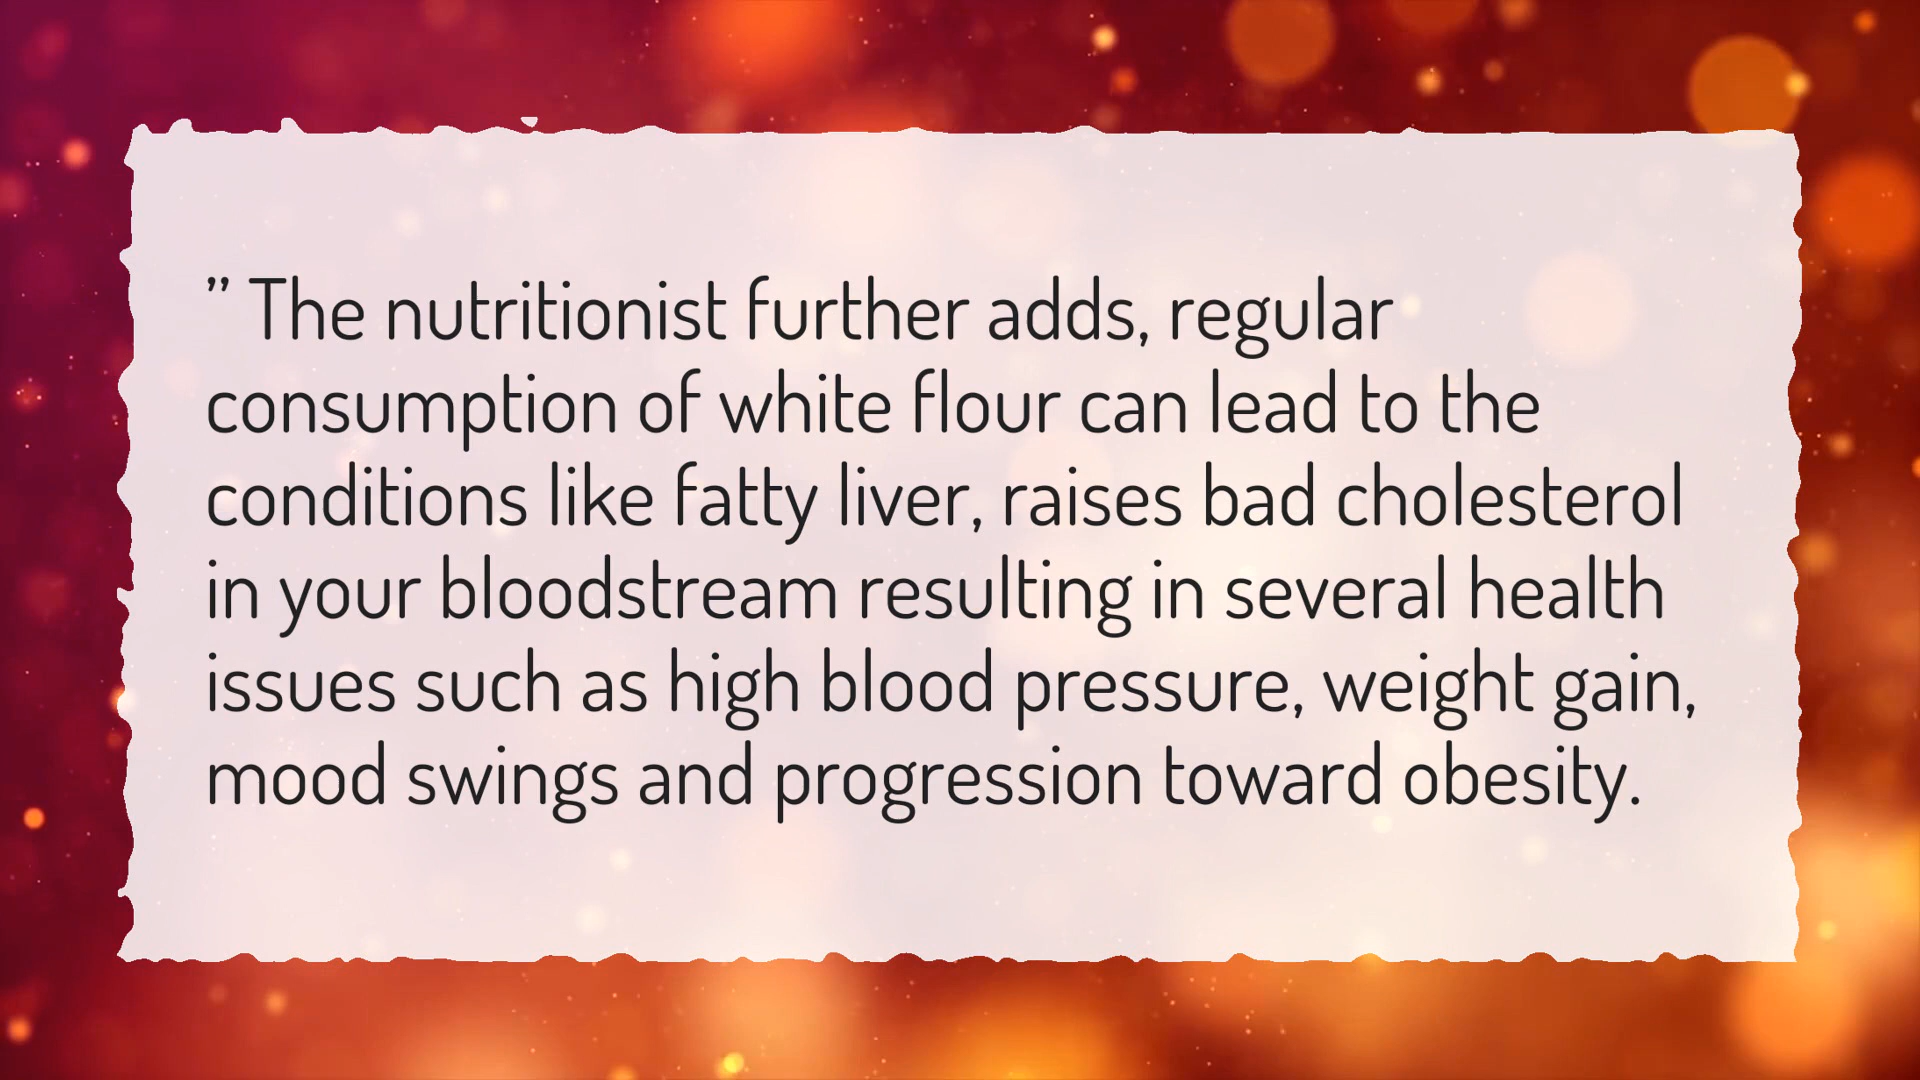 ” The nutritionist further adds, regular
consumption of white flour can lead to the
conditions like fatty liver, raises bad cholesterol
in your bloodstream resulting in several health
issues such as high blood pressure, weight gain,
mood swings and progression toward obesity.